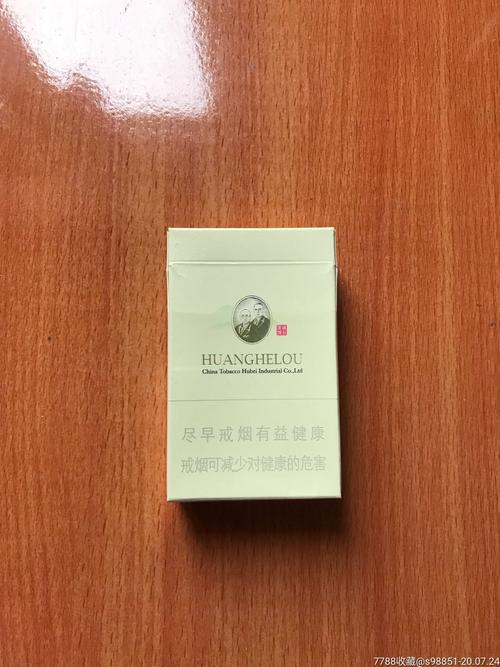 HUANGHELOU
China Tobacco Hubei Industrial Co.,Ltd
尽早戒烟有益健康
戒烟可减少对健康的危害
7788收藏@s98851-20.07.24